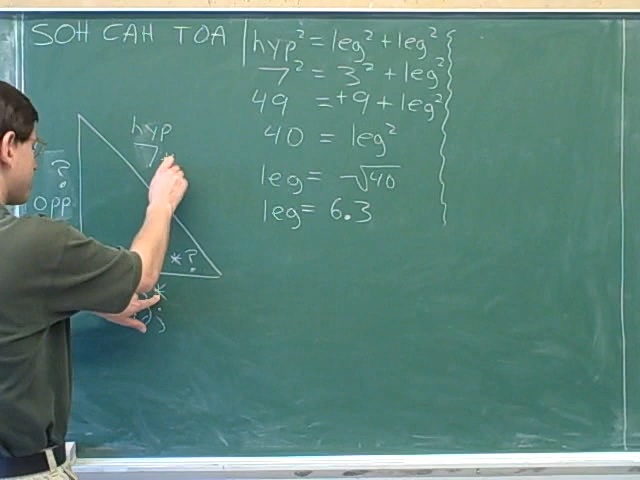 SOH CAH TOA
hyp² = leg² + leg²
7² = 3² + leg²
49 = +9 + leg²
40 = leg²
leg = √40
leg = 6.3
hyp
7 *
?
opp
* ?
*